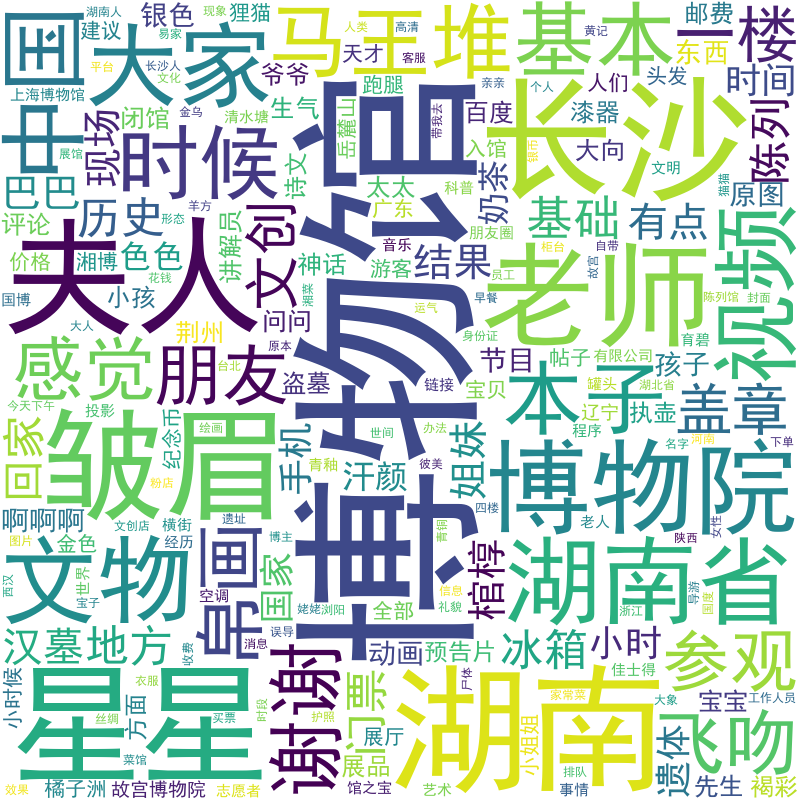 国
大家
银色
狸猫
现象
湖南人
建议
易家
上海博物馆
长沙人
平台
文化
爷爷
天才
人类
高清
黄记
客服
马王堆
基本
一楼
邮费
东西
头发
时间
中
现场
闭馆
展馆
金乌
清水塘
生气
跑腿
岳麓山
诗文
亲亲
个人
带我去
百度
漆器
人们
大向
银币
文明
猫猫
陈列
时候
博物馆
长沙
入馆
原图
巴巴
评论
历史
羊方
形态
讲解员
文创
太太
广东
科普
朋友圈
奶茶
基础
有点
视频
价格
湘博
色色
花钱
湘菜
神话
音乐
游客
结果
员工
柜台
故宫
自带
陈列馆
封面
夫人
国博
小孩
大人
荆州
原本
问问
运气
早餐
身份证
老师
育碧
感觉
朋友
台北
盗墓
链接
宝贝
节目
帖子
有限公司
孩子
罐头
湖北省
今天下午
投影
绘画
纪念币
手机
世间
办法
彼美
姐妹
本子
辽宁
执壶
程序
名字
河南
下单
盖章
回家
皱眉
粉店
青釉
汗颜
四楼
博物院
啊啊啊
文创店
横街
遗址
博主
青铜
老人
陕西
女性
图片
金色
经历
文物
帛画
空调
国家
棺椁
湖南省
西汉
世界
宝子
误导
姥姥
浏阳
信息
礼貌
浙江
国度
导游
汉墓
地方
收费
消息
全部
动画
预告片
冰箱
小时
参观
小时候
方面
衣服
丝绸
买票
星星
谢谢
时段
护照
门票
尸体
湖南
家常菜
佳士得
大象
宝宝
工作人员
飞吻
菜馆
展厅
展品
小姐姐
排队
遗体
效果
橘子洲
故宫博物院
志愿者
馆之宝
艺术
事情
先生
褐彩